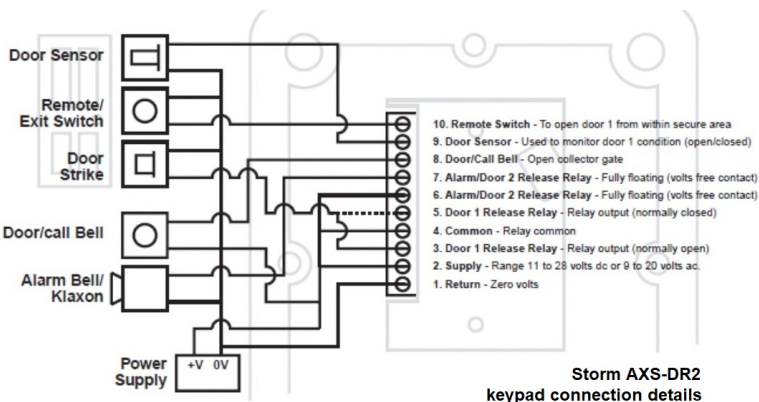 Door Sensor
Remote/
Exit Switch
Door
Strike
Door/call Bell
Alarm Bell/
Klaxon
Power
Supply
+V 0V
10. Remote Switch - To open door 1 from within secure area
9. Door Sensor - Used to monitor door 1 condition (open/closed)
8. Door/Call Bell - Open collector gate
7. Alarm/Door 2 Release Relay - Fully floating (volts free contact)
6. Alarm/Door 2 Release Relay - Fully floating (volts free contact)
5. Door 1 Release Relay - Relay output (normally closed)
4. Common - Relay common
3. Door 1 Release Relay - Relay output (normally open)
2. Supply - Range 11 to 28 volts dc or 9 to 20 volts ac.
1. Return - Zero volts
Storm AXS-DR2
keypad connection details